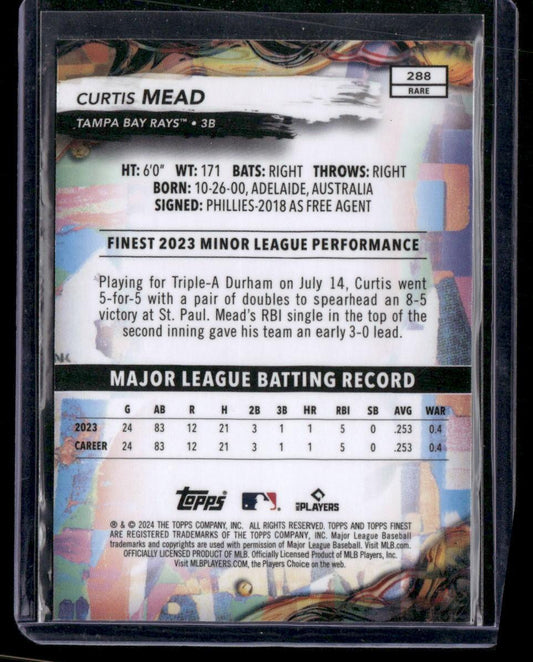 288
RARE
CURTIS MEAD
TAMPA BAY RAYS™ • 3B
HT: 6'0" WT: 171 BATS: RIGHT THROWS: RIGHT
BORN: 10-26-00, ADELAIDE, AUSTRALIA
SIGNED: PHILLIES-2018 AS FREE AGENT
FINEST 2023 MINOR LEAGUE PERFORMANCE
Playing for Triple-A Durham on July 14, Curtis went
5-for-5 with a pair of doubles to spearhead an 8-5
victory at St. Paul. Mead's RBI single in the top of the
second inning gave his team an early 3-0 lead.
MAJOR LEAGUE BATTING RECORD
G AB R H 2B 3B HR RBI SB AVG WAR
2023 24 83 12 21 3 1 1 5 0 .253 0.4
CAREER 24 83 12 21 3 1 1 5 0 .253 0.4
Topps PLAYERS
® & © 2024 THE TOPPS COMPANY, INC. ALL RIGHTS RESERVED. TOPPS AND TOPPS FINEST
ARE REGISTERED TRADEMARKS OF THE TOPPS COMPANY, INC. Major League Baseball
trademarks and copyrights are used with permission of Major League Baseball. Visit MLB.com.
OFFICIALLY LICENSED PRODUCT OF MLB. Officially Licensed Product of MLB Players, Inc.
Visit MLBPLAYERS.COM, the Players Choice on the web.